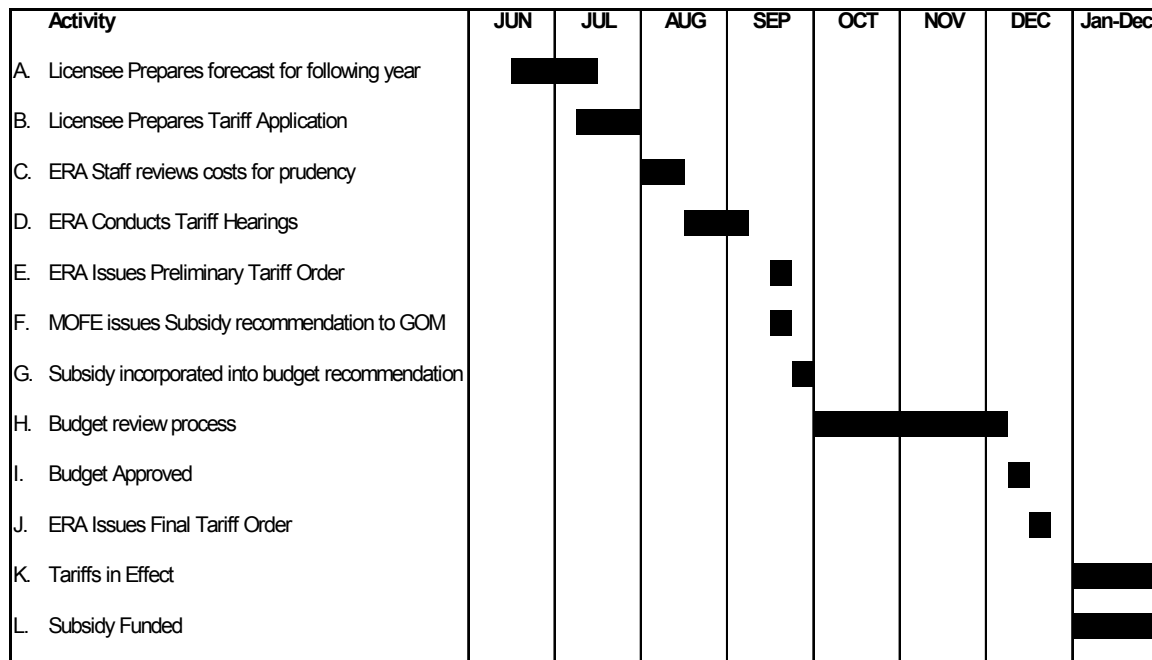 Activity JUN JUL AUG SEP OCT NOV DEC Jan-Dec
A. Licensee Prepares forecast for following year
B. Licensee Prepares Tariff Application
C. ERA Staff reviews costs for prudency
D. ERA Conducts Tariff Hearings
E. ERA Issues Preliminary Tariff Order
F. MOFE issues Subsidy recommendation to GOM
G. Subsidy incorporated into budget recommendation
H. Budget review process
I. Budget Approved
J. ERA Issues Final Tariff Order
K. Tariffs in Effect
L. Subsidy Funded